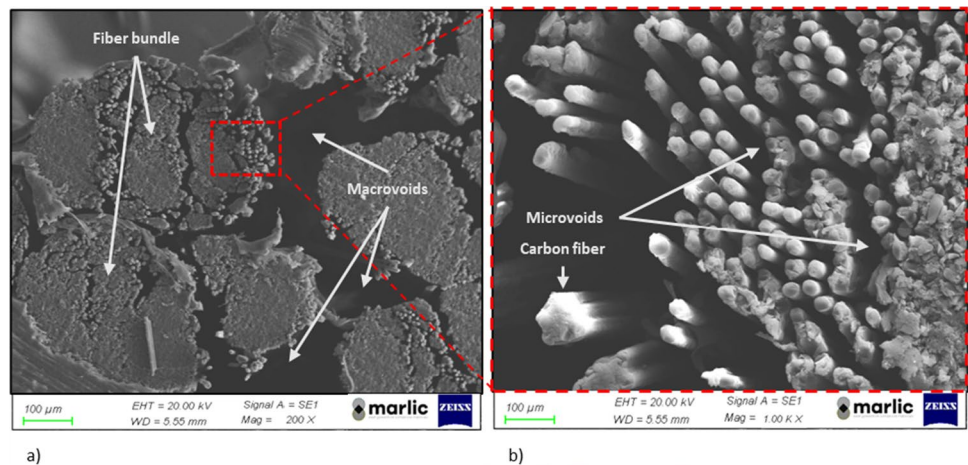 Fiber bundle
Macrovoids
Microvoids
Carbon fiber
100 µm
EHT = 20.00 kV
Signal A = SE1
WD = 5.55 mm
Mag = 200 X
marlic
ZEISS
100 µm
EHT = 20.00 kV
Signal A = SE1
WD = 5.55 mm
Mag = 1.00 K X
marlic
ZEISS
a)
b)